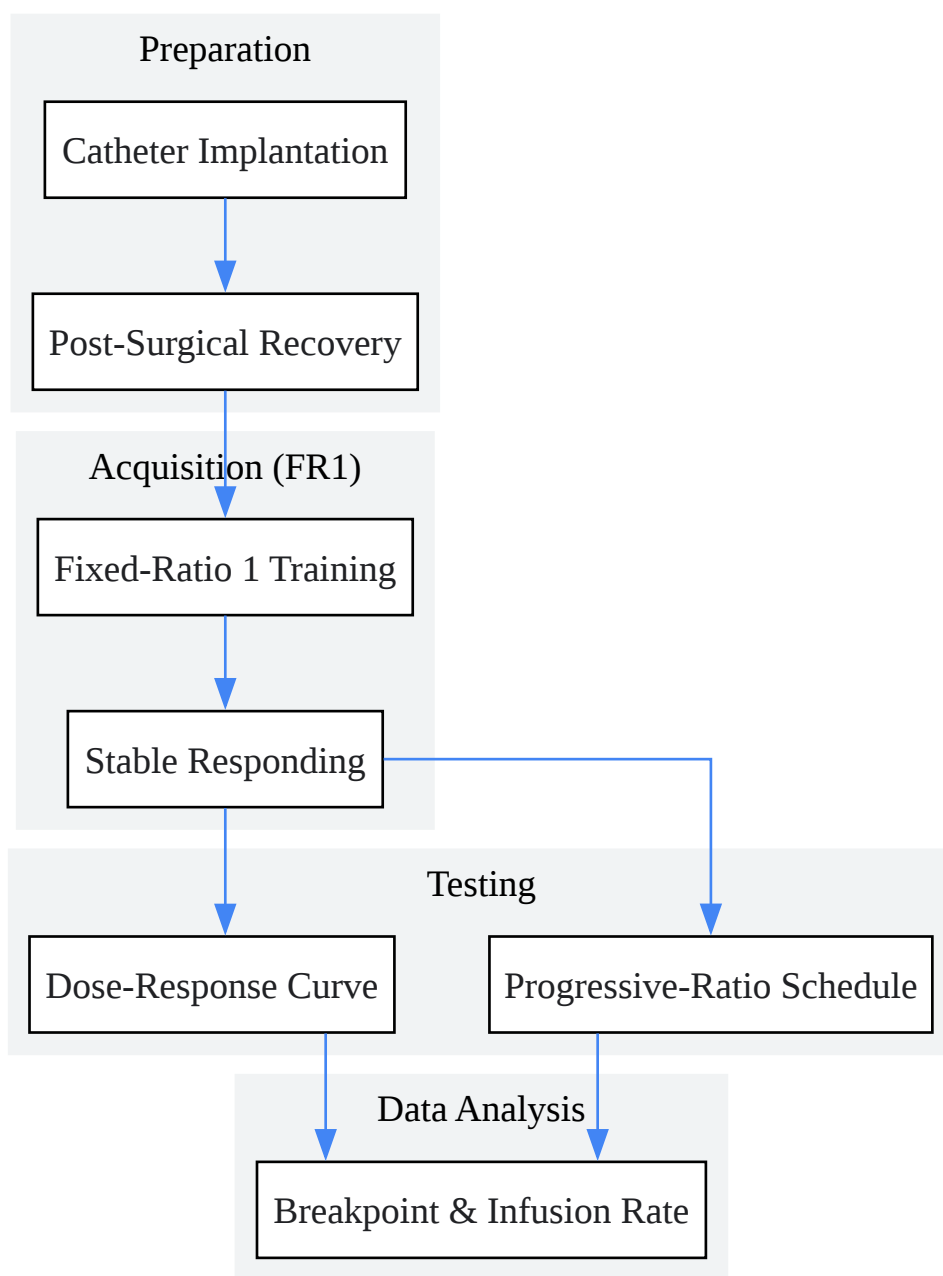 Preparation
Catheter Implantation
Post-Surgical Recovery
Acquisition (FR1)
Fixed-Ratio 1 Training
Stable Responding
Testing
Dose-Response Curve
Progressive-Ratio Schedule
Data Analysis
Breakpoint & Infusion Rate